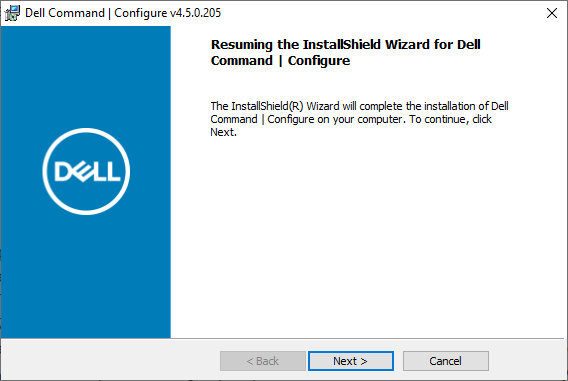 Dell Command | Configure v4.5.0.205
Resuming the InstallShield Wizard for Dell
Command | Configure
The InstallShield(R) Wizard will complete the installation of Dell
Command | Configure on your computer. To continue, click
Next.
DELL
< Back
Next >
Cancel